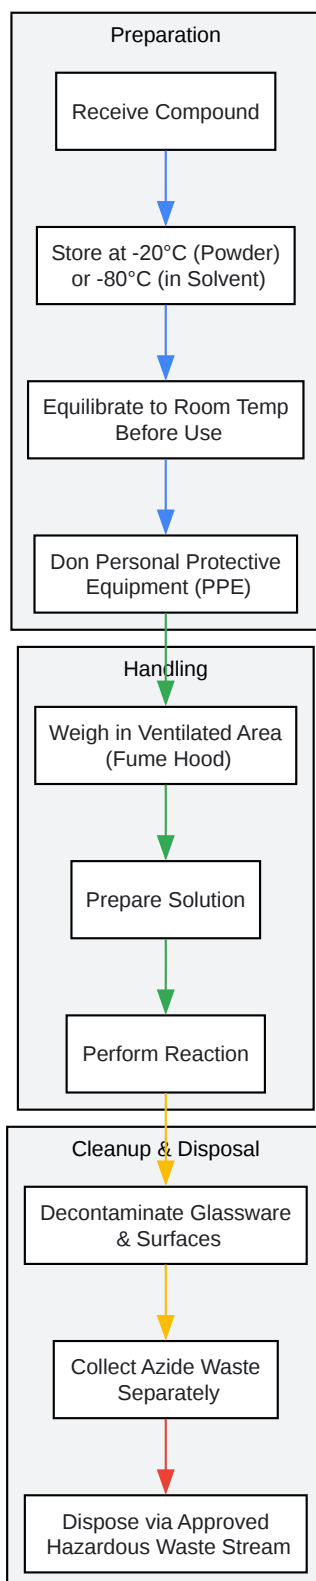 Preparation
Receive Compound
Store at -20°C (Powder)
or -80°C (in Solvent)
Equilibrate to Room Temp
Before Use
Don Personal Protective
Equipment (PPE)
Handling
Weigh in Ventilated Area
(Fume Hood)
Prepare Solution
Perform Reaction
Cleanup & Disposal
Decontaminate Glassware
& Surfaces
Collect Azide Waste
Separately
Dispose via Approved
Hazardous Waste Stream